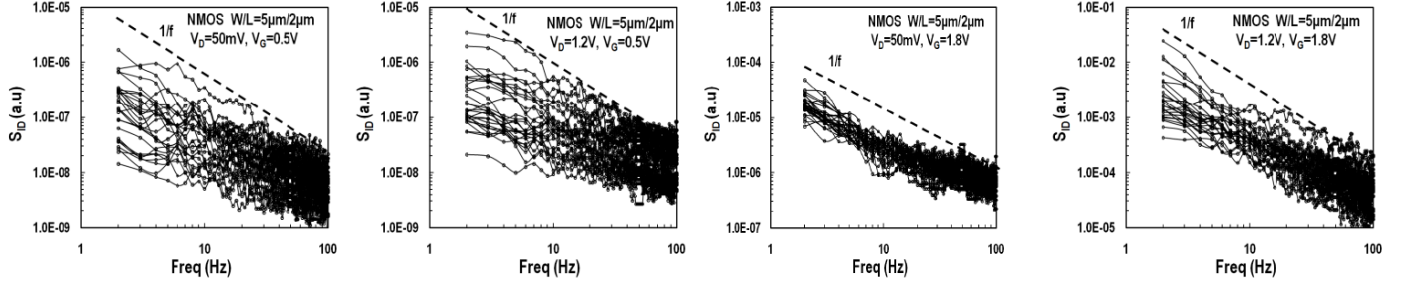 1.0E-05
1.0E-06
1.0E-07
1.0E-08
1.0E-09
S_ID (a.u)
1/f
NMOS W/L=5μm/2μm
V_D=50mV, V_G=0.5V
1 10 100
Freq (Hz)
1.0E-05
1.0E-06
1.0E-07
1.0E-08
1.0E-09
S_ID (a.u)
1/f
NMOS W/L=5μm/2μm
V_D=1.2V, V_G=0.5V
1 10 100
Freq (Hz)
1.0E-03
1.0E-04
1.0E-05
1.0E-06
1.0E-07
S_ID (a.u)
1/f
NMOS W/L=5μm/2μm
V_D=50mV, V_G=1.8V
1 10 100
Freq (Hz)
1.0E-01
1.0E-02
1.0E-03
1.0E-04
1.0E-05
S_ID (a.u)
1/f
NMOS W/L=5μm/2μm
V_D=1.2V, V_G=1.8V
1 10 100
Freq (Hz)